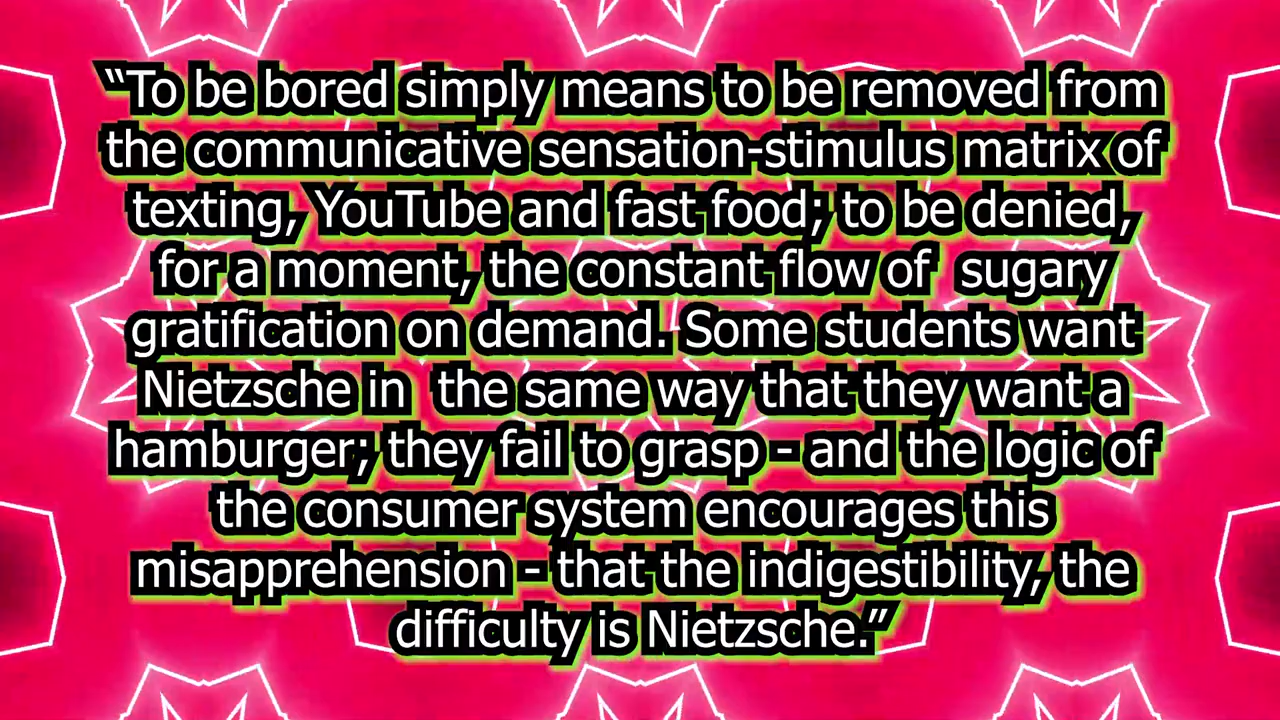 “To be bored simply means to be removed from
the communicative sensation-stimulus matrix of
texting, YouTube and fast food; to be denied,
for a moment, the constant flow of  sugary
gratification on demand. Some students want
Nietzsche in  the same way that they want a
hamburger; they fail to grasp - and the logic of
the consumer system encourages this
misapprehension - that the indigestibility, the
difficulty is Nietzsche.”